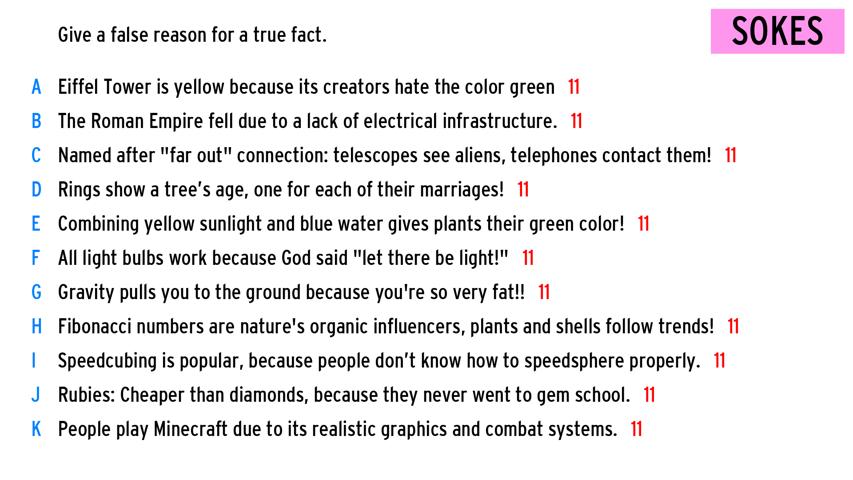 Give a false reason for a true fact.
SOKES
A Eiffel Tower is yellow because its creators hate the color green 11
B The Roman Empire fell due to a lack of electrical infrastructure. 11
C Named after "far out" connection: telescopes see aliens, telephones contact them! 11
D Rings show a tree’s age, one for each of their marriages! 11
E Combining yellow sunlight and blue water gives plants their green color! 11
F All light bulbs work because God said "let there be light!" 11
G Gravity pulls you to the ground because you're so very fat!! 11
H Fibonacci numbers are nature's organic influencers, plants and shells follow trends! 11
I Speedcubing is popular, because people don’t know how to speedsphere properly. 11
J Rubies: Cheaper than diamonds, because they never went to gem school. 11
K People play Minecraft due to its realistic graphics and combat systems. 11